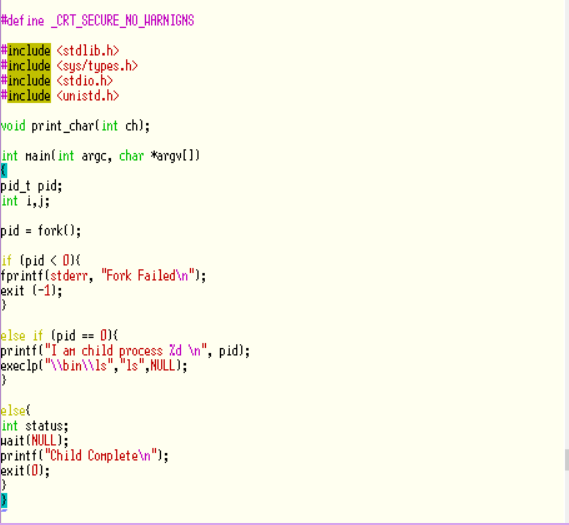 #define _CRT_SECURE_NO_WARNIGNS
#include <stdlib.h>
#include <sys/types.h>
#include <stdio.h>
#include <unistd.h>
void print_char(int ch);
int main(int argc, char *argv[])
{
pid_t pid;
int i,j;
pid = fork();
if (pid < 0){
fprintf(stderr, "Fork Failed\n");
exit (-1);
}
else if (pid == 0){
printf("I am child process %d \n", pid);
execlp("\\bin\\ls","ls",NULL);
}
else{
int status;
wait(NULL);
printf("Child Complete\n");
exit(0);
}
}
~